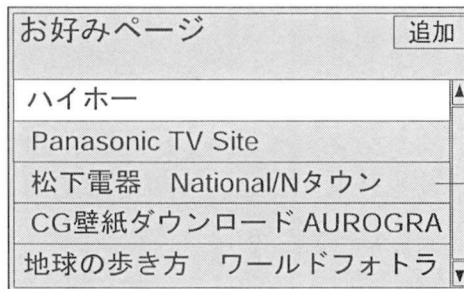 お好みページ
追加
ハイホー
Panasonic TV Site
松下電器　National/Nタウン
CG壁紙ダウンロード AUROGRA
地球の歩き方　ワールドフォトラ